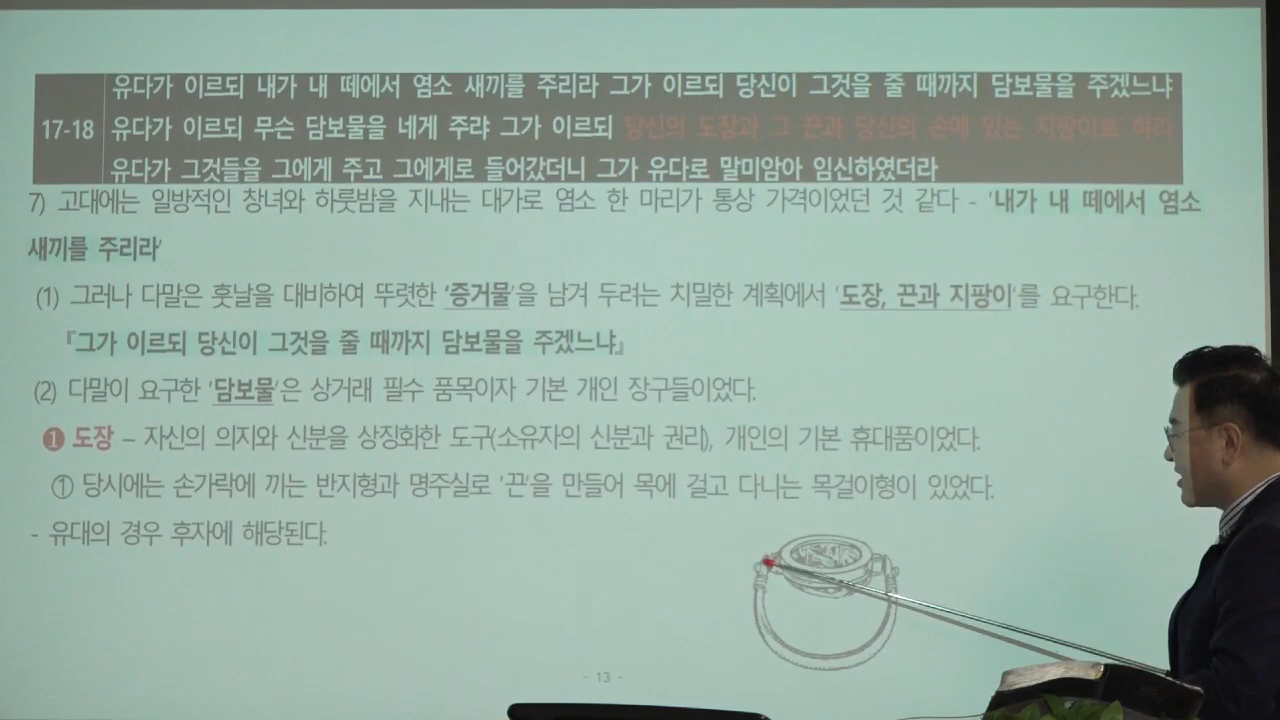 유다가 이르되 내가 내 떼에서 염소 새끼를 주리라 그가 이르되 당신이 그것을 줄 때까지 담보물을 주겠느냐
17-18 유다가 이르되 무슨 담보물을 네게 주랴 그가 이르되 당신의 도장과 그 끈과 당신의 손에 있는 지팡이로 하라
유다가 그것들을 그에게 주고 그에게로 들어갔더니 그가 유다로 말미암아 임신하였더라
7) 고대에는 일방적인 창녀와 하룻밤을 지내는 대가로 염소 한 마리가 통상 가격이었던 것 같다 - '내가 내 떼에서 염소
새끼를 주리라'
(1) 그러나 다말은 훗날을 대비하여 뚜렷한 '증거물'을 남겨 두려는 치밀한 계획에서 '도장, 끈과 지팡이'를 요구한다.
『그가 이르되 당신이 그것을 줄 때까지 담보물을 주겠느냐』
(2) 다말이 요구한 '담보물'은 상거래 필수 품목이자 기본 개인 장구들이었다.
❶ 도장 – 자신의 의지와 신분을 상징화한 도구(소유자의 신분과 권리), 개인의 기본 휴대품이었다.
① 당시에는 손가락에 끼는 반지형과 명주실로 '끈'을 만들어 목에 걸고 다니는 목걸이형이 있었다.
- 유대의 경우 후자에 해당된다.
- 13 -